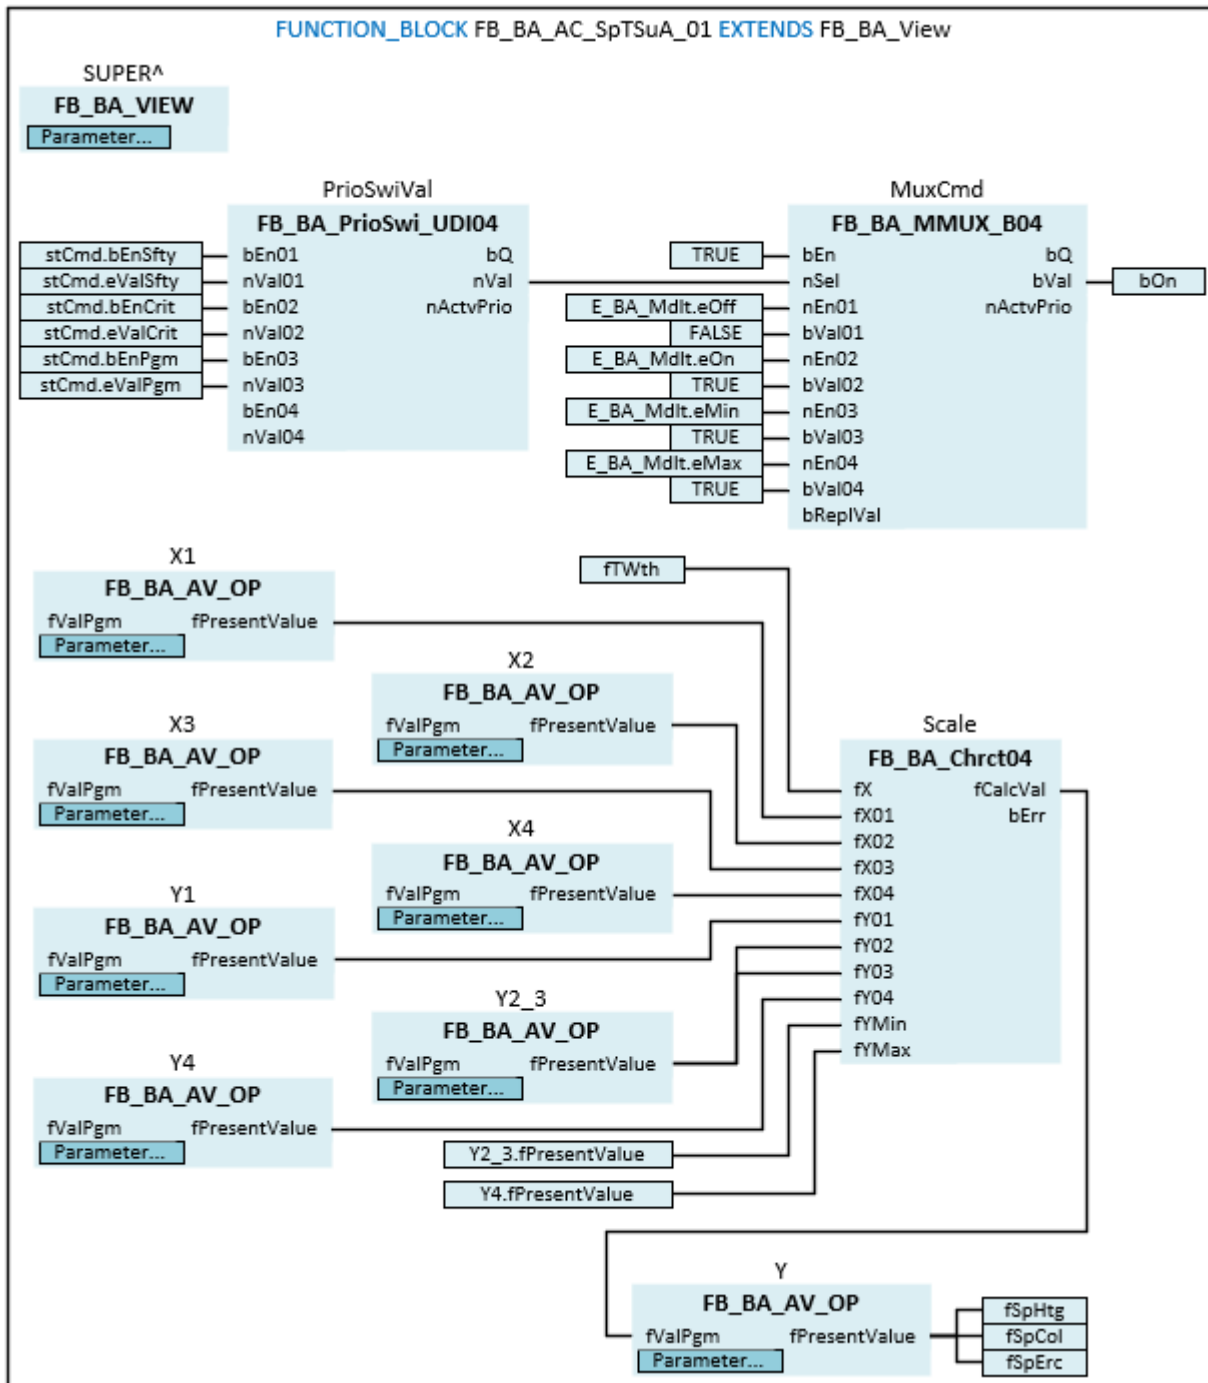 FUNCTION_BLOCK FB_BA_AC_SpTSuA_01 EXTENDS FB_BA_View
SUPER^
FB_BA_VIEW
Parameter...
PrioSwiVal
FB_BA_PrioSwi_UDI04
stCmd.bEnSfty bEn01 bQ
stCmd.eValSfty nVal01 nVal
stCmd.bEnCrit bEn02 nActvPrio
stCmd.eValCrit nVal02
stCmd.bEnPgm bEn03
stCmd.eValPgm nVal03
bEn04
nVal04
MuxCmd
FB_BA_MMUX_B04
TRUE bEn bQ
nSel bVal bOn
E_BA_Mdlt.eOff nEn01 nActvPrio
FALSE bVal01
E_BA_Mdlt.eOn nEn02
TRUE bVal02
E_BA_Mdlt.eMin nEn03
TRUE bVal03
E_BA_Mdlt.eMax nEn04
TRUE bVal04
bReplVal
X1
FB_BA_AV_OP
fValPgm fPresentValue
Parameter...
fTWth
X2
FB_BA_AV_OP
fValPgm fPresentValue
Parameter...
X3
FB_BA_AV_OP
fValPgm fPresentValue
Parameter...
X4
FB_BA_AV_OP
fValPgm fPresentValue
Parameter...
Y1
FB_BA_AV_OP
fValPgm fPresentValue
Parameter...
Y2_3
FB_BA_AV_OP
fValPgm fPresentValue
Parameter...
Y4
FB_BA_AV_OP
fValPgm fPresentValue
Parameter...
Y2_3.fPresentValue
Y4.fPresentValue
Scale
FB_BA_Chrct04
fX fCalcVal
fX01 bErr
fX02
fX03
fX04
fY01
fY02
fY03
fY04
fYMin
fYMax
Y
FB_BA_AV_OP
fValPgm fPresentValue
Parameter...
fSpHtg
fSpCol
fSpErc